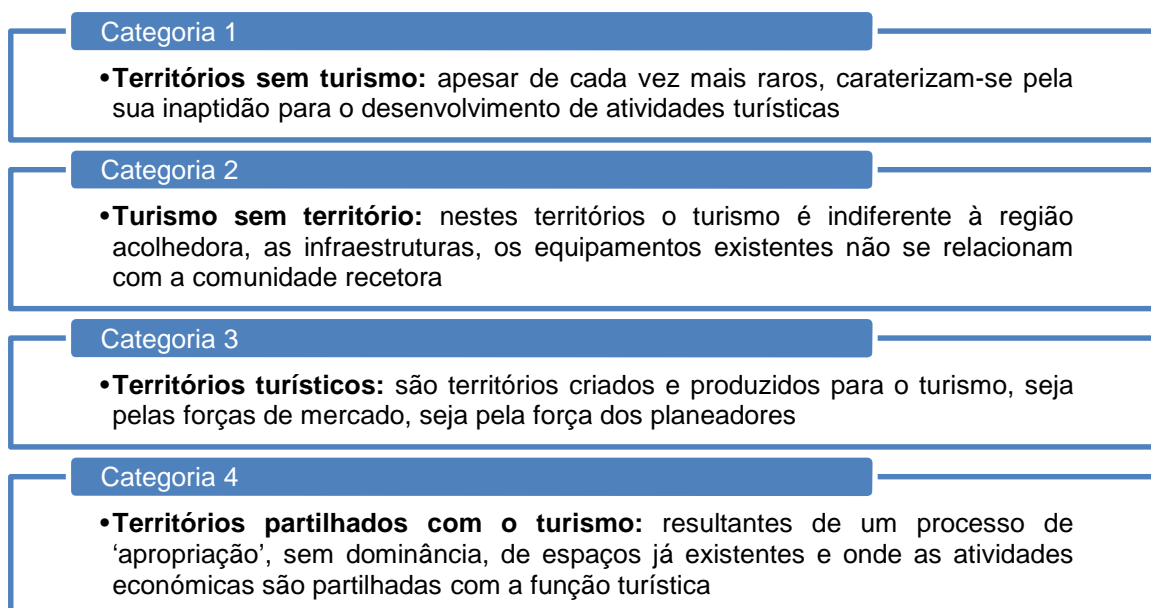 Categoria 1
•Territórios sem turismo: apesar de cada vez mais raros, caraterizam-se pela
sua inaptidão para o desenvolvimento de atividades turísticas
Categoria 2
•Turismo sem território: nestes territórios o turismo é indiferente à região
acolhedora, as infraestruturas, os equipamentos existentes não se relacionam
com a comunidade recetora
Categoria 3
•Territórios turísticos: são territórios criados e produzidos para o turismo, seja
pelas forças de mercado, seja pela força dos planeadores
Categoria 4
•Territórios partilhados com o turismo: resultantes de um processo de
‘apropriação’, sem dominância, de espaços já existentes e onde as atividades
económicas são partilhadas com a função turística